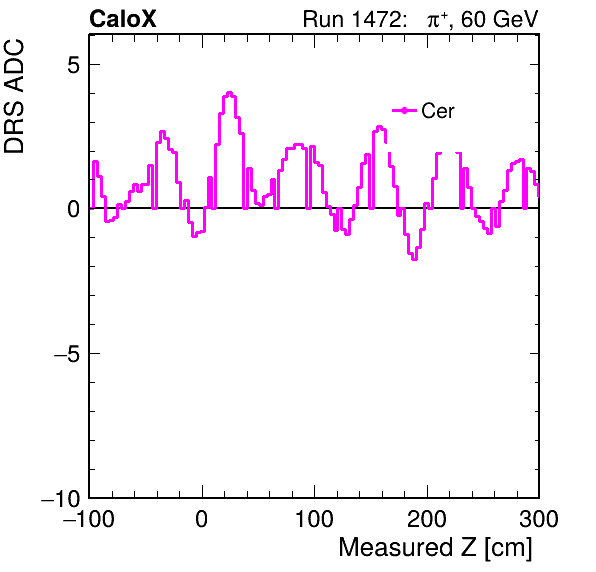 CaloX Run 1472: π⁺, 60 GeV
DRS ADC
Cer
5
0
−5
−10
−100 0 100 200 300
Measured Z [cm]